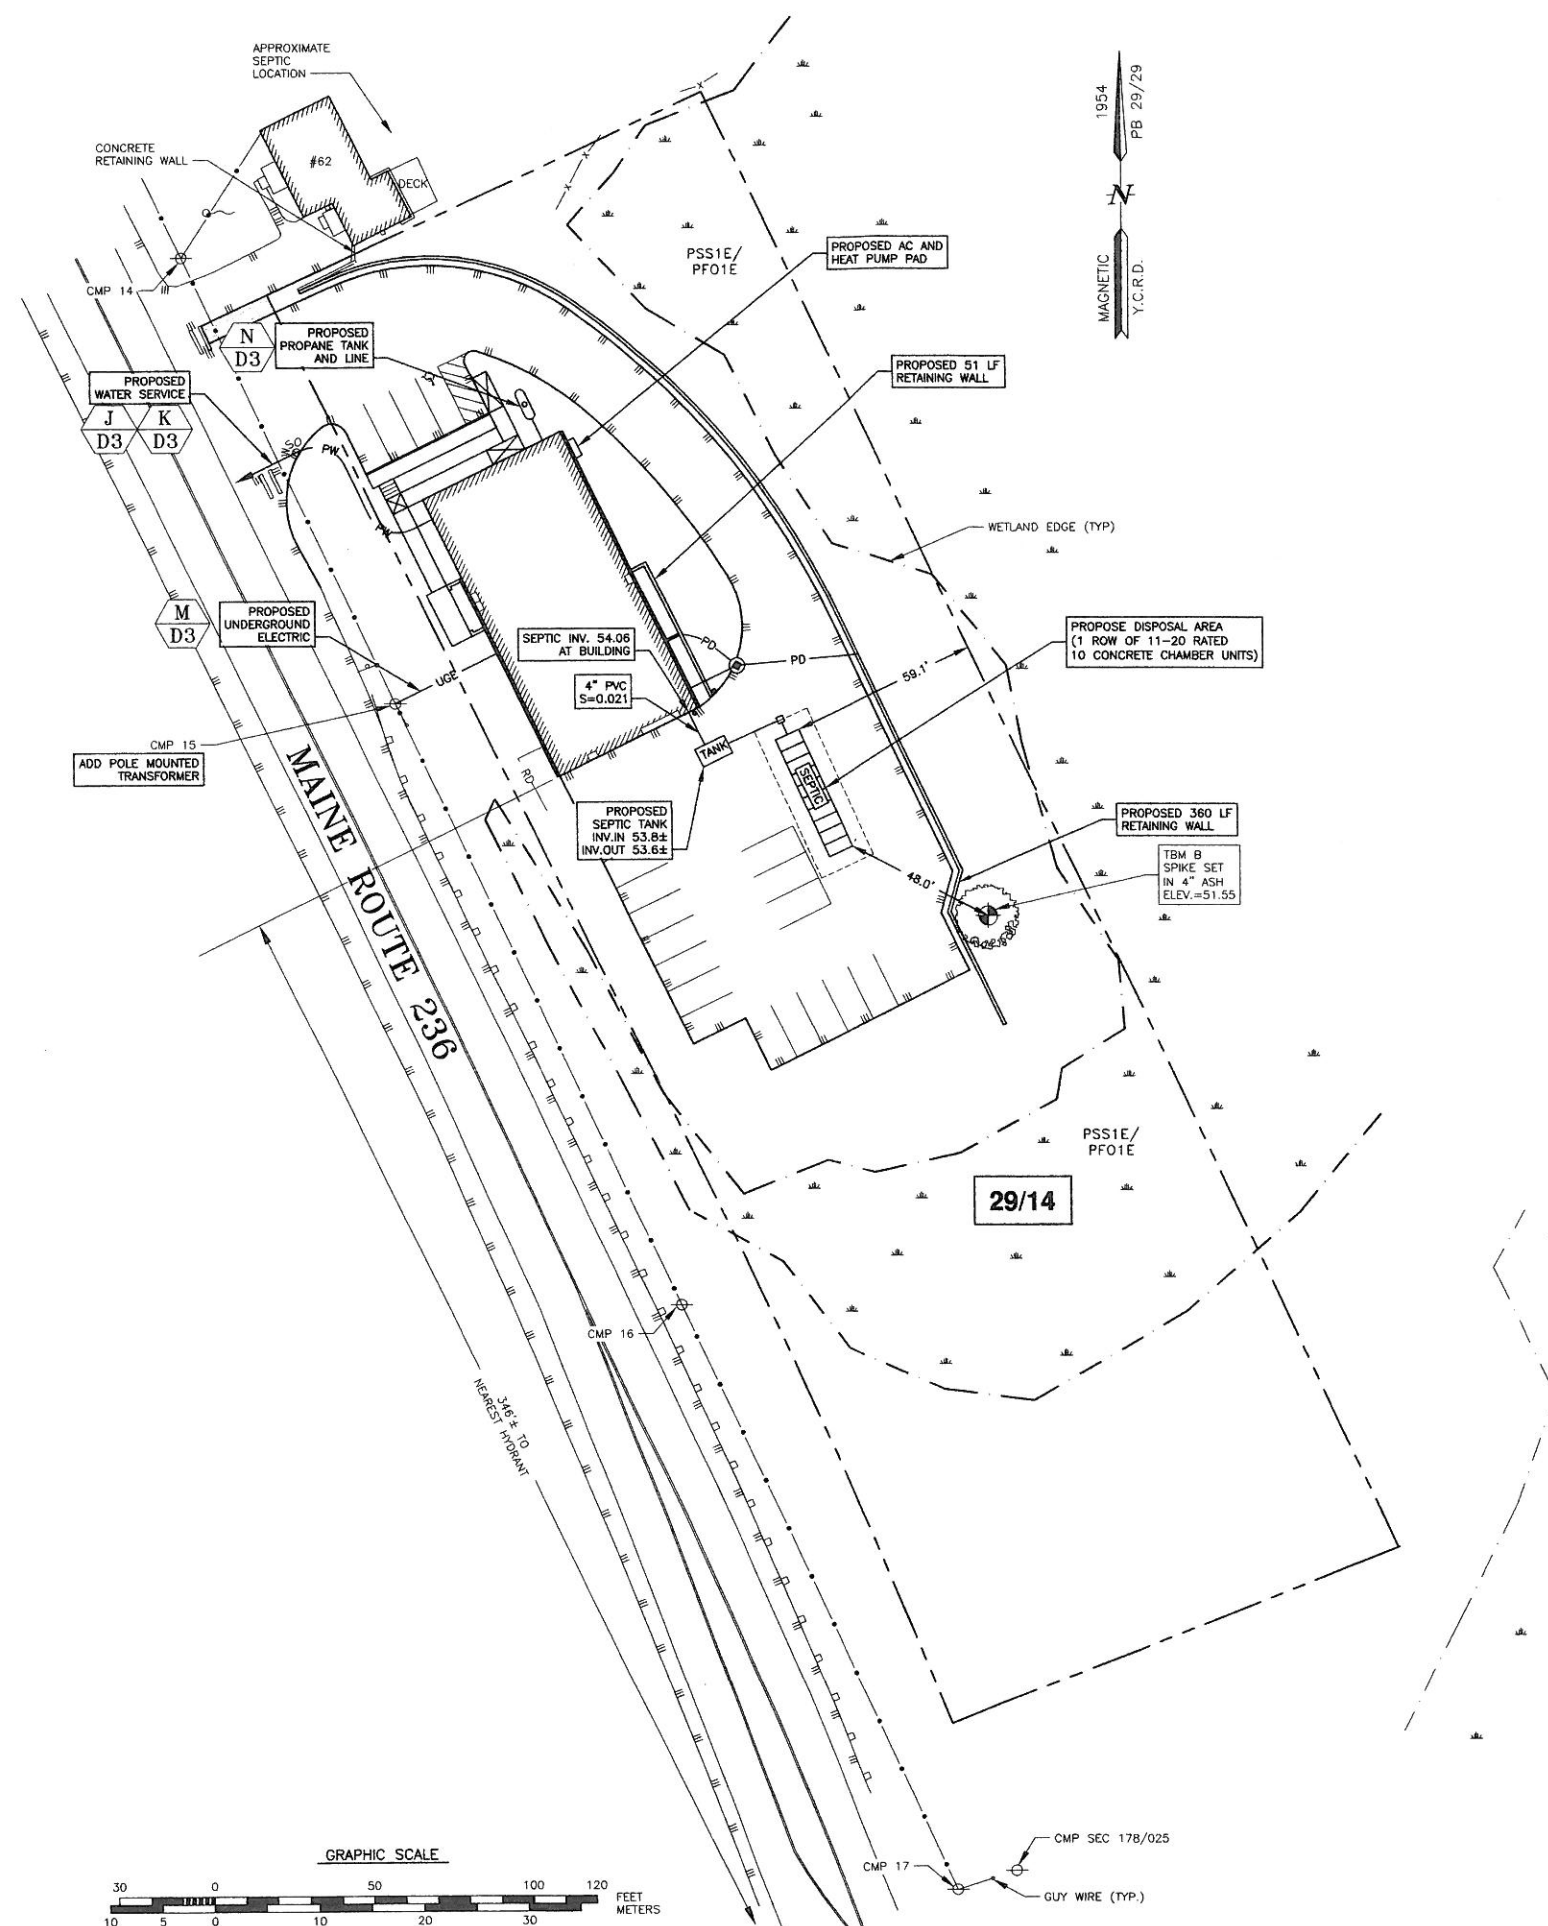 APPROXIMATE
SEPTIC
LOCATION
CONCRETE
RETAINING WALL
#62
DECK
CMP 14
1954
PB 29/29
N
MAGNETIC
Y.C.R.D.
PSS1E/
PFO1E
PROPOSED AC AND
HEAT PUMP PAD
N
D3
PROPOSED
PROPANE TANK
AND LINE
PROPOSED 51 LF
RETAINING WALL
PROPOSED
WATER SERVICE
J
D3
K
D3
WSO
PW
PW
WETLAND EDGE (TYP)
M
D3
PROPOSED
UNDERGROUND
ELECTRIC
SEPTIC INV. 54.06
AT BUILDING
PD
PD
PROPOSE DISPOSAL AREA
(1 ROW OF 11-20 RATED
10 CONCRETE CHAMBER UNITS)
59.1'
UGE
4" PVC
S=0.021
CMP 15
ADD POLE MOUNTED
TRANSFORMER
TANK
SEPTIC
RD
PROPOSED
SEPTIC TANK
INV.IN 53.8±
INV.OUT 53.6±
PROPOSED 360 LF
RETAINING WALL
48.0'
TBM B
SPIKE SET
IN 4" ASH
ELEV.=51.55
MAINE ROUTE 236
PSS1E/
PFO1E
29/14
CMP 16
346'± TO
NEAREST HYDRANT
CMP SEC 178/025
CMP 17
GUY WIRE (TYP.)
GRAPHIC SCALE
30 0 50 100 120
FEET
METERS
10 5 0 10 20 30